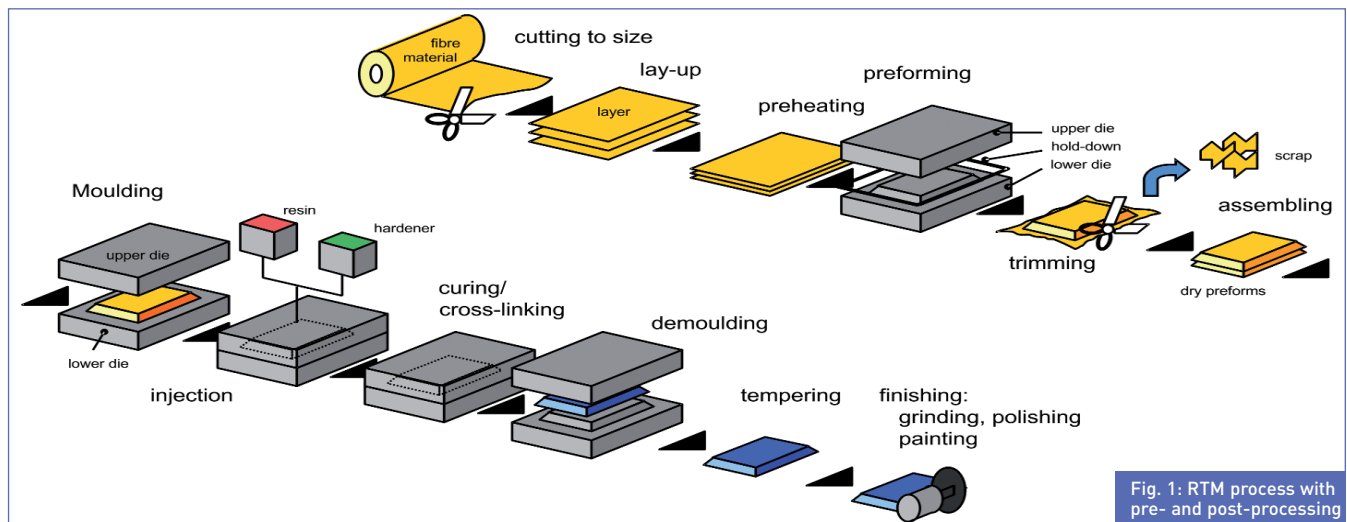 fibre
material
cutting to size
lay-up
layer
preheating
preforming
upper die
hold-down
lower die
scrap
trimming
assembling
dry preforms
Moulding
upper die
lower die
resin
hardener
injection
curing/
cross-linking
demoulding
tempering
finishing:
grinding, polishing
painting
Fig. 1: RTM process with
pre- and post-processing